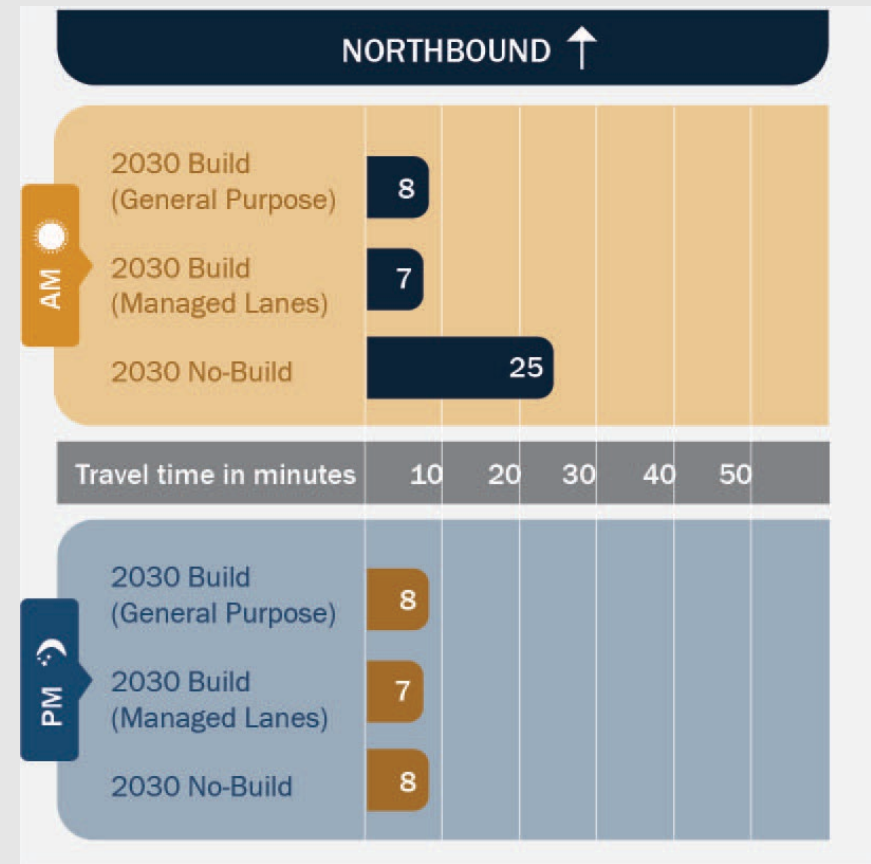 NORTHBOUND ↑
2030 Build
(General Purpose)
8
2030 Build
(Managed Lanes)
7
2030 No-Build
25
AM
Travel time in minutes 10 20 30 40 50
2030 Build
(General Purpose)
8
2030 Build
(Managed Lanes)
7
2030 No-Build
8
PM